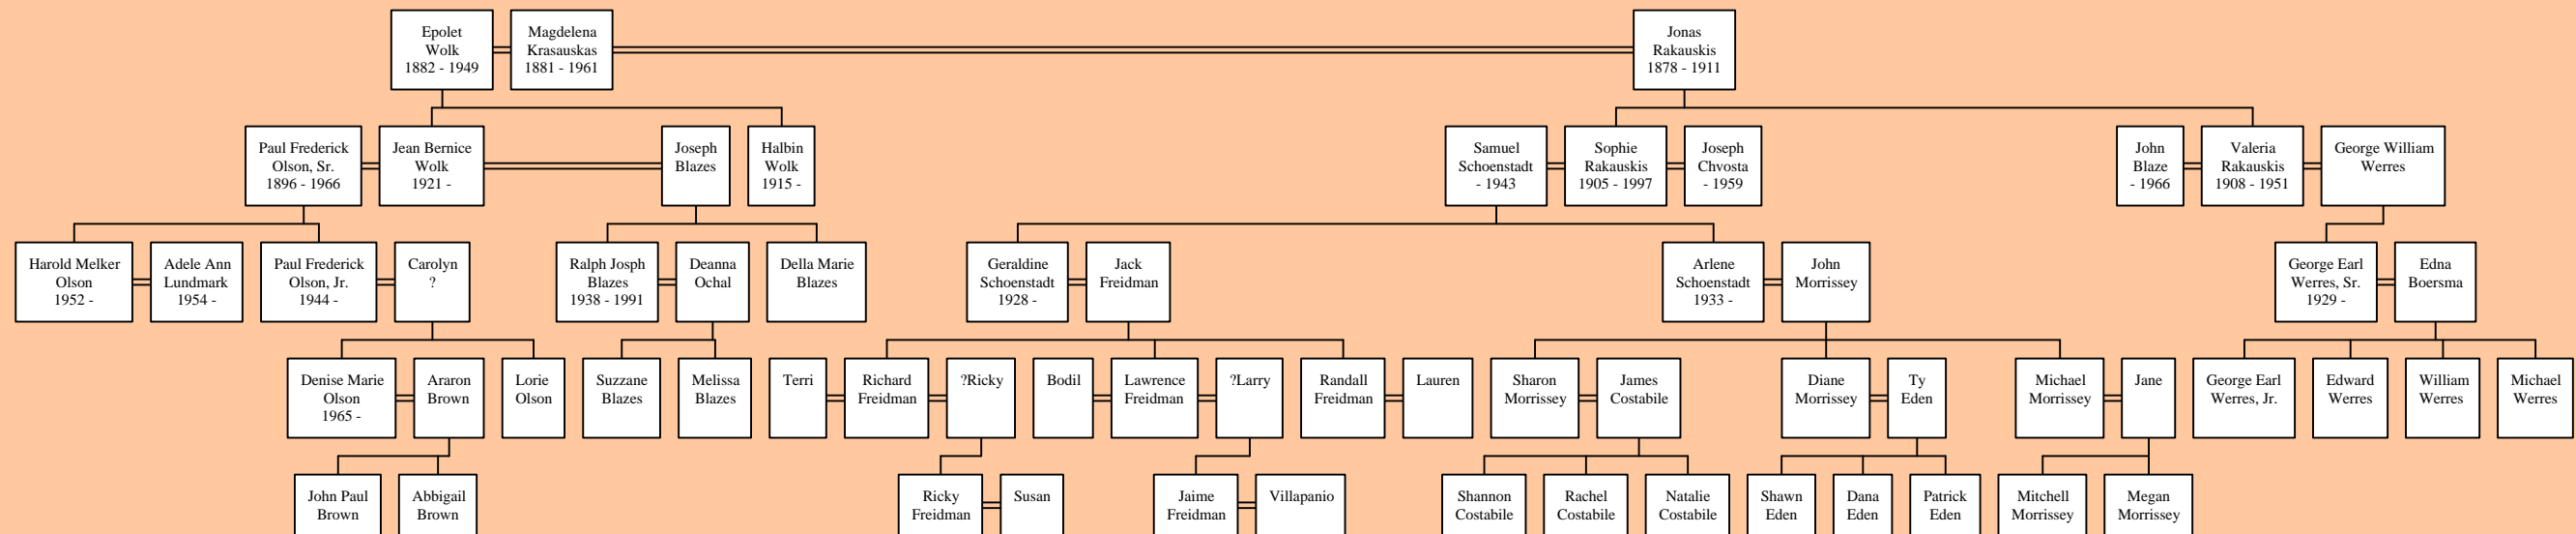 Epolet
Wolk
1882 - 1949
Magdelena
Krasauskas
1881 - 1961
Jonas
Rakauskis
1878 - 1911
Paul Frederick
Olson, Sr.
1896 - 1966
Jean Bernice
Wolk
1921 -
Joseph
Blazes
Halbin
Wolk
1915 -
Samuel
Schoenstadt
- 1943
Sophie
Rakauskis
1905 - 1997
Joseph
Chvosta
- 1959
John
Blaze
- 1966
Valeria
Rakauskis
1908 - 1951
George William
Werres
Harold Melker
Olson
1952 -
Adele Ann
Lundmark
1954 -
Paul Frederick
Olson, Jr.
1944 -
Carolyn
?
Ralph Josph
Blazes
1938 - 1991
Deanna
Ochal
Della Marie
Blazes
Geraldine
Schoenstadt
1928 -
Jack
Freidman
Arlene
Schoenstadt
1933 -
John
Morrissey
George Earl
Werres, Sr.
1929 -
Edna
Boersma
Denise Marie
Olson
1965 -
Araron
Brown
Lorie
Olson
Suzzane
Blazes
Melissa
Blazes
Terri
Richard
Freidman
?Ricky
Bodil
Lawrence
Freidman
?Larry
Randall
Freidman
Lauren
Sharon
Morrissey
James
Costabile
Diane
Morrissey
Ty
Eden
Michael
Morrissey
Jane
George Earl
Werres, Jr.
Edward
Werres
William
Werres
Michael
Werres
John Paul
Brown
Abbigail
Brown
Ricky
Freidman
Susan
Jaime
Freidman
Villapanio
Shannon
Costabile
Rachel
Costabile
Natalie
Costabile
Shawn
Eden
Dana
Eden
Patrick
Eden
Mitchell
Morrissey
Megan
Morrissey